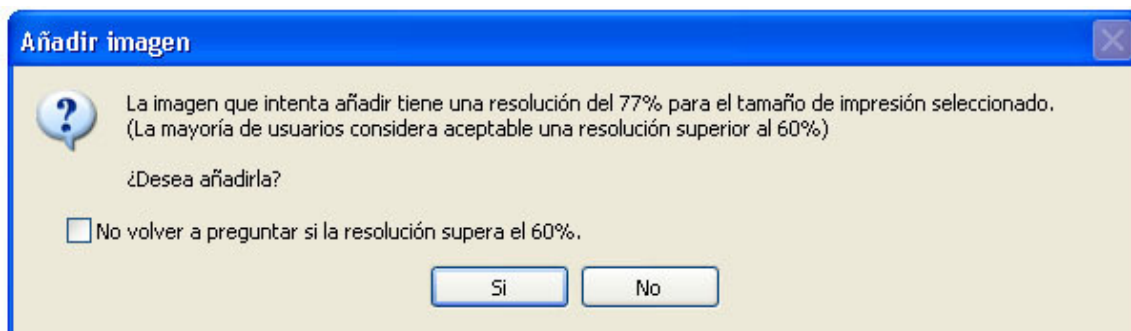 Añadir imagen
La imagen que intenta añadir tiene una resolución del 77% para el tamaño de impresión seleccionado.
(La mayoría de usuarios considera aceptable una resolución superior al 60%)
¿Desea añadirla?
No volver a preguntar si la resolución supera el 60%.
Si No